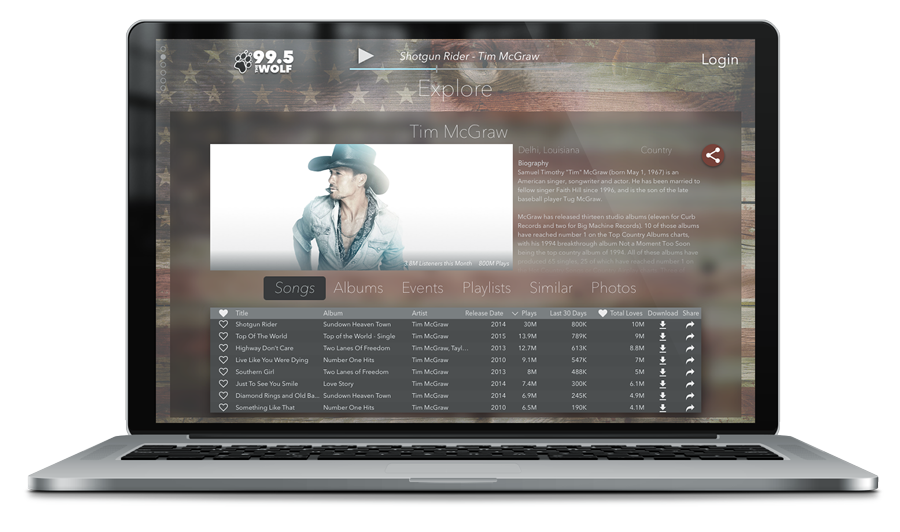 99.5
THE WOLF
Shotgun Rider - Tim McGraw
Login
Explore
Tim McGraw
Delhi, Louisiana Country
Biography
Samuel Timothy "Tim" McGraw (born May 1, 1967) is an
American singer, songwriter and actor. He has been married to
fellow singer Faith Hill since 1996, and is the son of the late
baseball player Tug McGraw.
McGraw has released thirteen studio albums (eleven for Curb
Records and two for Big Machine Records). 10 of those albums
have reached number 1 on the Top Country Albums charts,
with his 1994 breakthrough album Not a Moment Too Soon
being the top country album of 1994. All of these albums have
produced 65 singles, 25 of which have reached number 1 on
Listeners this Month 800M Plays
Songs Albums Events Playlists Similar Photos
Title Album Artist Release Date Plays Last 30 Days Total Loves Download Share
Shotgun Rider Sundown Heaven Town Tim McGraw 2014 30M 800K 10M
Top Of The World Top of the World - Single Tim McGraw 2015 13.9M 789K 9M
Highway Don't Care Two Lanes Of Freedom Tim McGraw, Tayl... 2013 12.7M 613K 8.8M
Live Like You Were Dying Number One Hits Tim McGraw 2010 9.1M 547K 7M
Southern Girl Two Lanes of Freedom Tim McGraw 2013 8M 488K 5M
Just To See You Smile Love Story Tim McGraw 2014 7.4M 300K 6.1M
Diamond Rings and Old Ba... Sundown Heaven Town Tim McGraw 2014 6.9M 245K 4.9M
Something Like That Number One Hits Tim McGraw 2010 6.5M 190K 4.1M